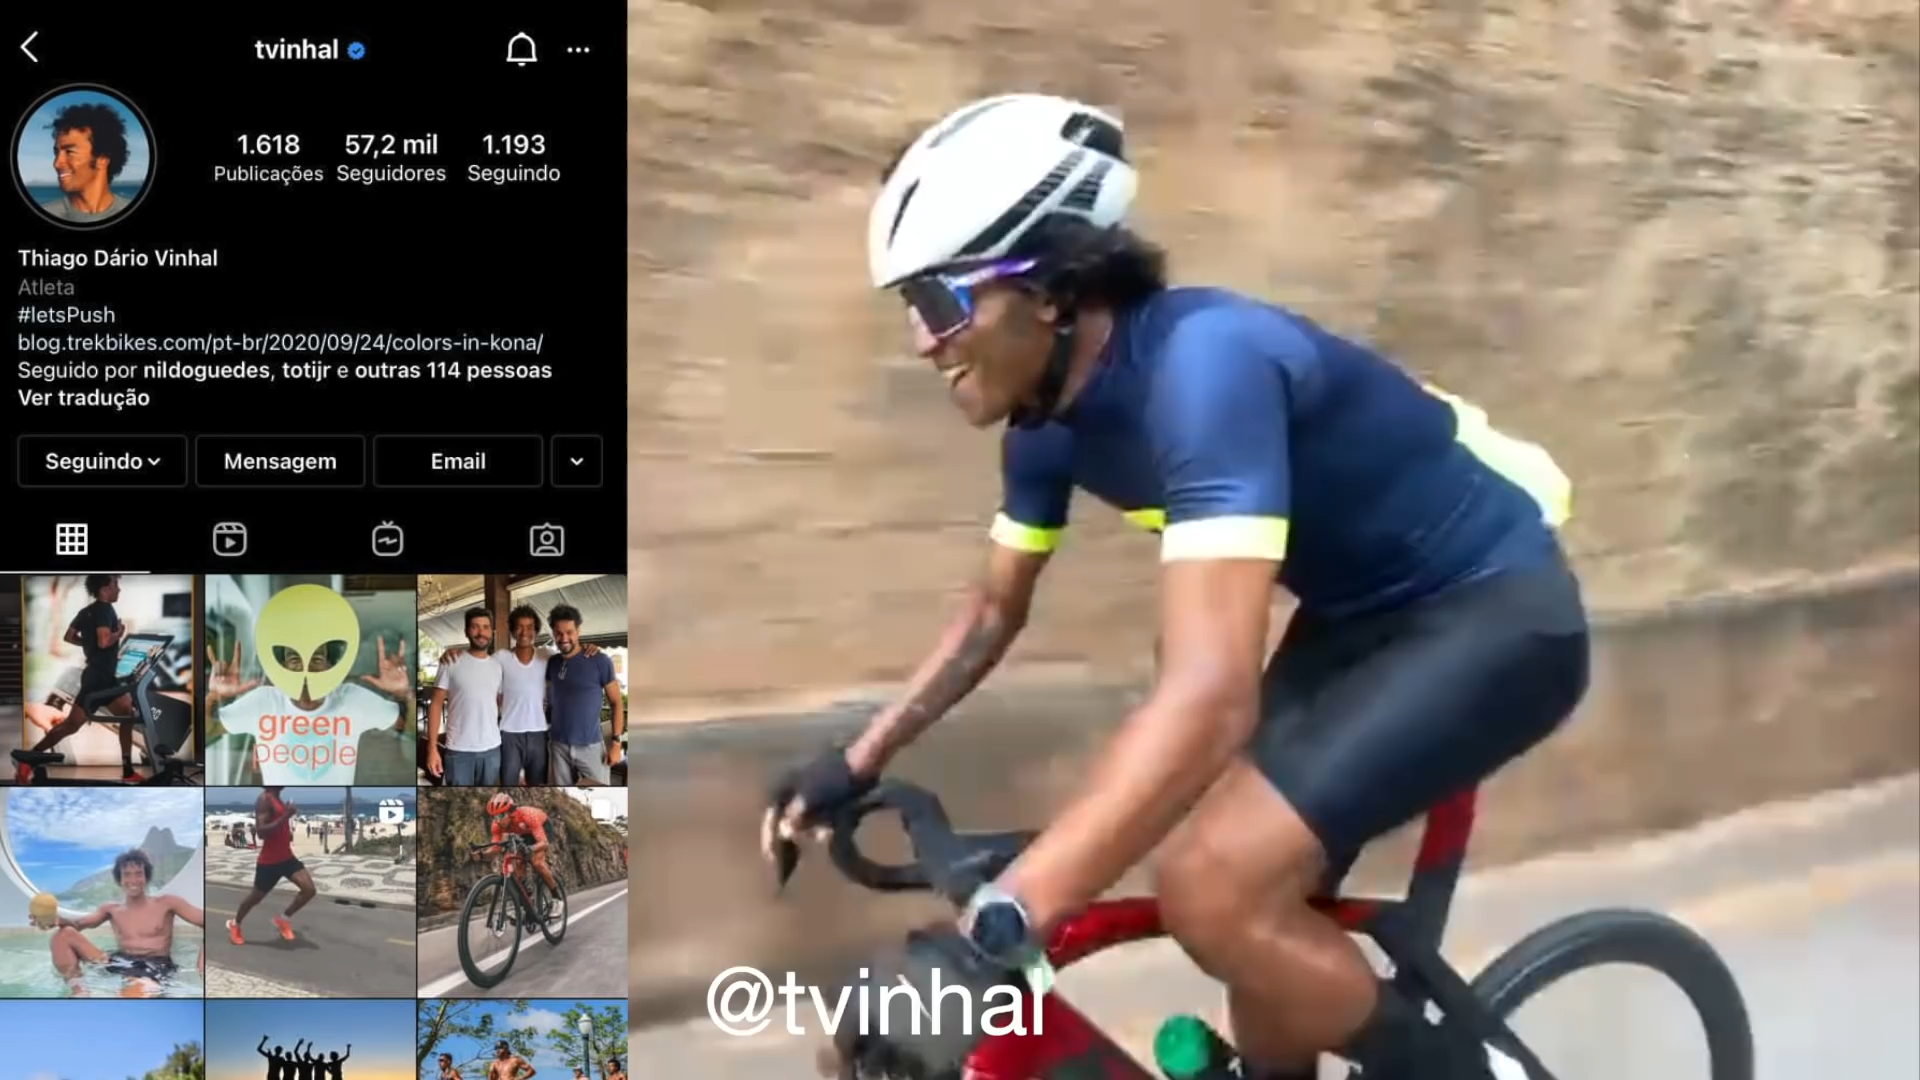 tvinhal
1.618 57,2 mil 1.193
Publicações Seguidores Seguindo
Thiago Dário Vinhal
Atleta
#letsPush
blog.trekbikes.com/pt-br/2020/09/24/colors-in-kona/
Seguido por nildoguedes, totijr e outras 114 pessoas
Ver tradução
Seguindo Mensagem Email
green
people
@tvinhal